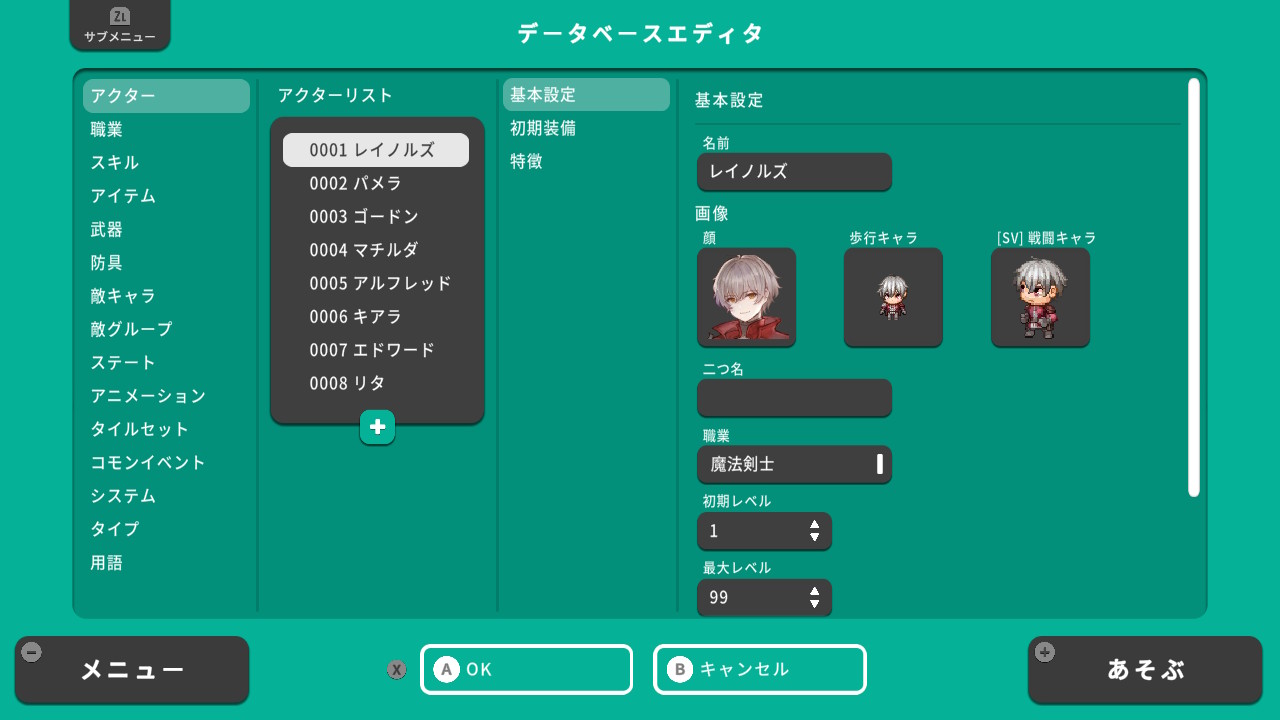 ZL
サブメニュー
データベースエディタ
アクター
職業
スキル
アイテム
武器
防具
敵キャラ
敵グループ
ステート
アニメーション
タイルセット
コモンイベント
システム
タイプ
用語
アクターリスト
0001 レイノルズ
0002 パメラ
0003 ゴードン
0004 マチルダ
0005 アルフレッド
0006 キアラ
0007 エドワード
0008 リタ
基本設定
初期装備
特徴
基本設定
名前
レイノルズ
画像
顔
歩行キャラ
[SV] 戦闘キャラ
二つ名
職業
魔法剣士
初期レベル
1
最大レベル
99
メニュー
X
A OK
B キャンセル
あそぶ